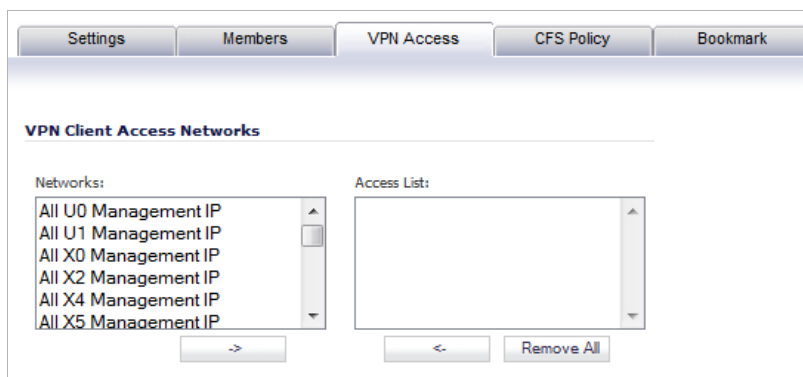 Settings Members VPN Access CFS Policy Bookmark
VPN Client Access Networks
Networks: Access List:
All U0 Management IP
All U1 Management IP
All X0 Management IP
All X2 Management IP
All X4 Management IP
All X5 Management IP
-> <- Remove All